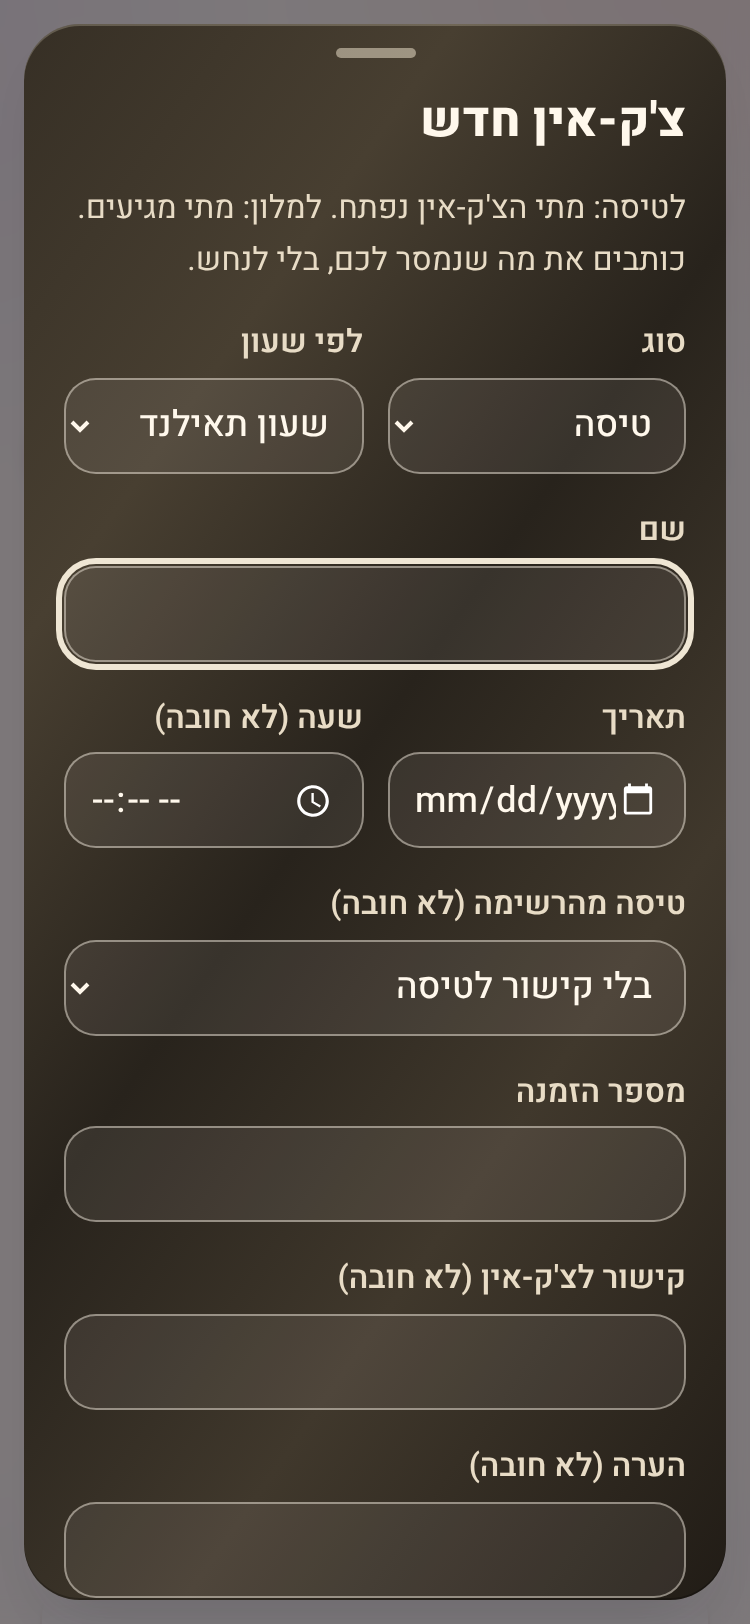 צ'ק-אין חדש
לטיסה: מתי הצ'ק-אין נפתח. למלון: מתי מגיעים.
כותבים את מה שנמסר לכם, בלי לנחש.
סוג
לפי שעון
טיסה
שעון תאילנד
שם
תאריך
שעה (לא חובה)
mm/dd/yyyy
--:-- --
טיסה מהרשימה (לא חובה)
בלי קישור לטיסה
מספר הזמנה
קישור לצ'ק-אין (לא חובה)
הערה (לא חובה)